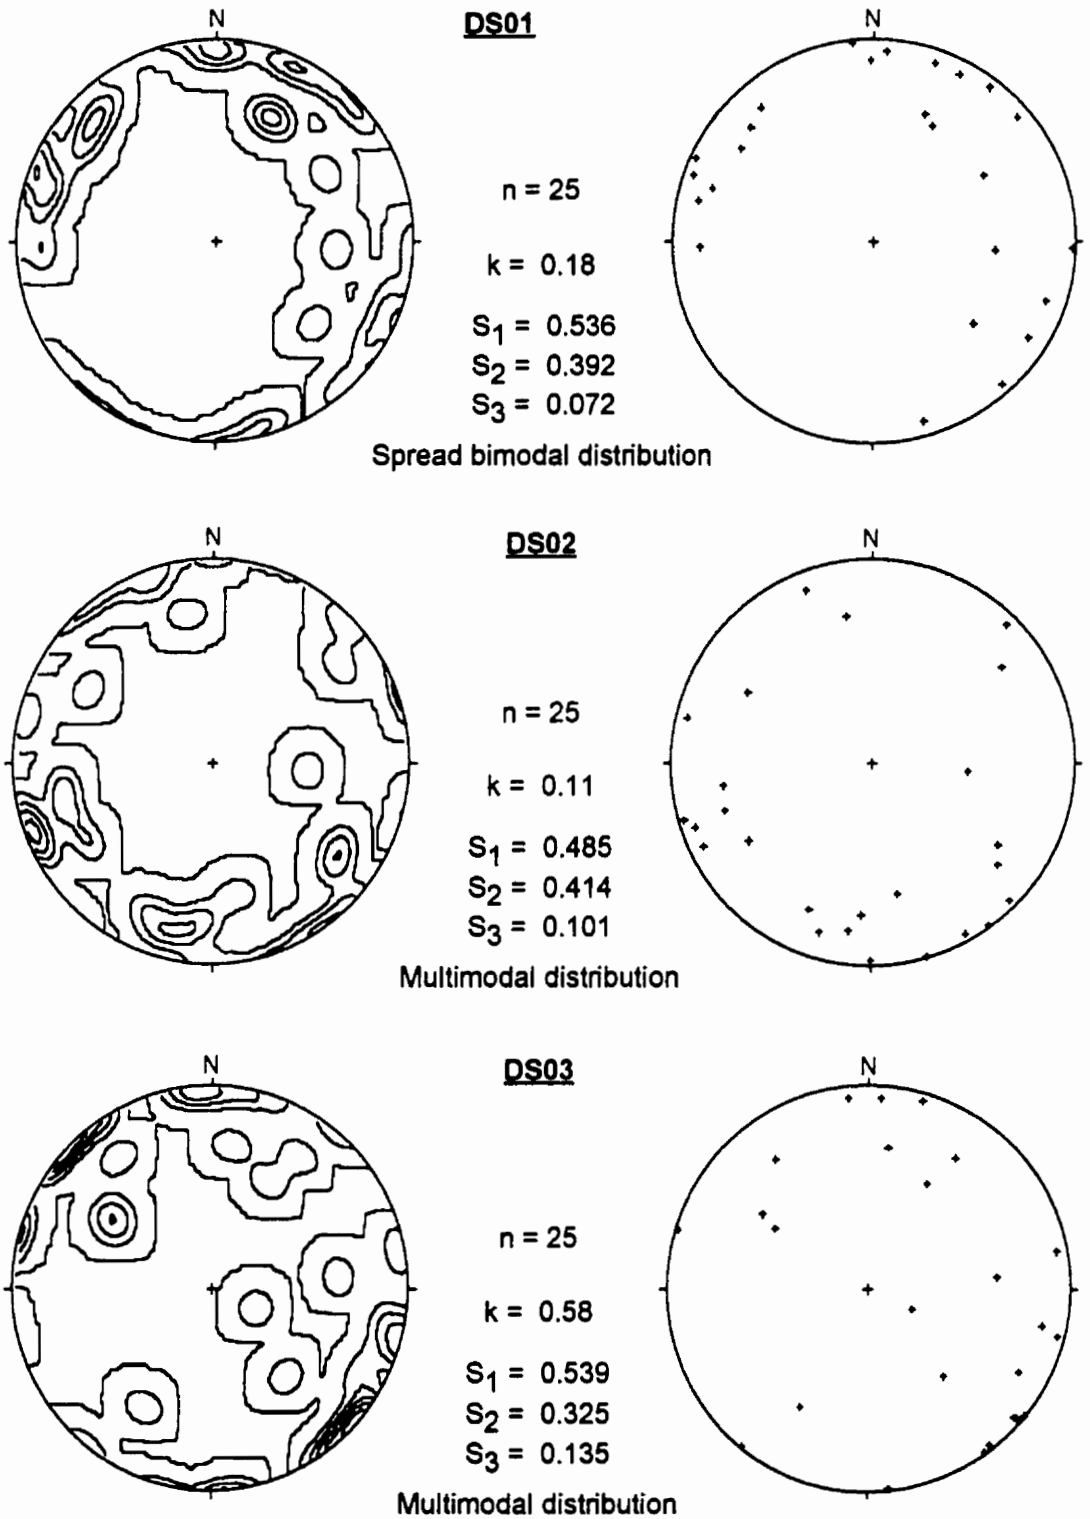 N
DS01
N
n = 25
k = 0.18
S1 = 0.536
S2 = 0.392
S3 = 0.072
Spread bimodal distribution
N
DS02
N
n = 25
k = 0.11
S1 = 0.485
S2 = 0.414
S3 = 0.101
Multimodal distribution
N
DS03
N
n = 25
k = 0.58
S1 = 0.539
S2 = 0.325
S3 = 0.135
Multimodal distribution